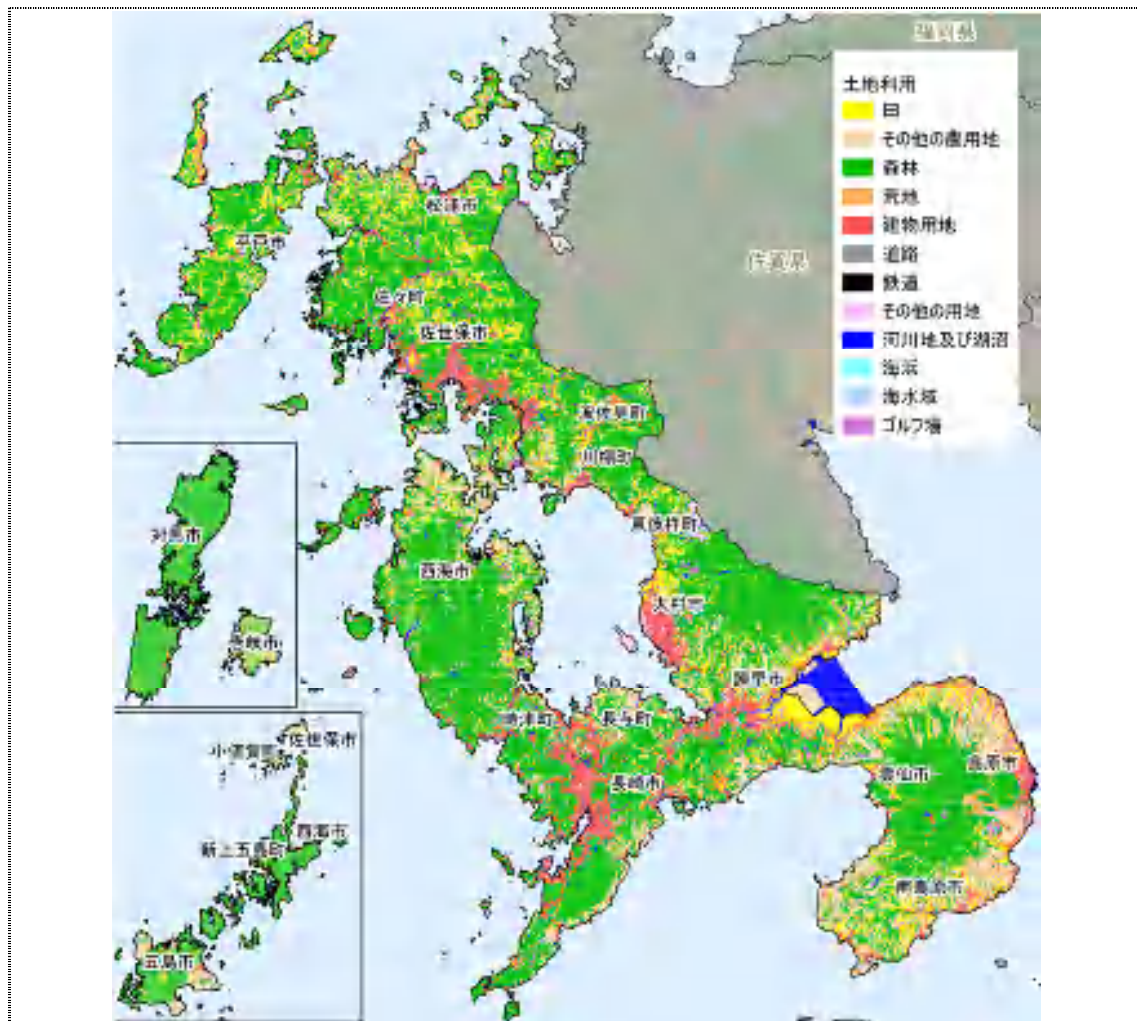 福岡県
土地利用
田
その他の農用地
森林
荒地
建物用地
道路
鉄道
その他の用地
河川地及び湖沼
海浜
海水域
ゴルフ場
佐賀県
松浦市
平戸市
佐々町
佐世保市
波佐見町
川棚町
東彼杵町
対馬市
壱岐市
西海市
大村市
諫早市
時津町
長与町
長崎市
雲仙市
島原市
南島原市
小値賀町
佐世保市
西海市
新上五島町
五島市